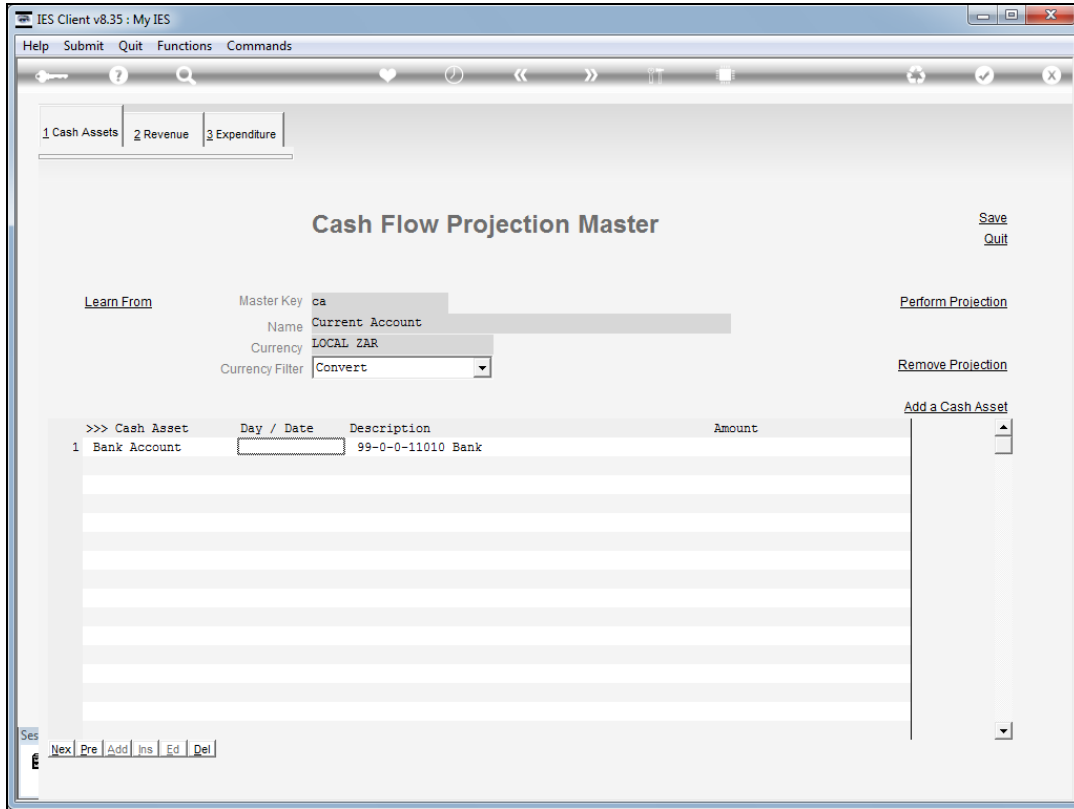 IES Client v8.35 : My IES
Help Submit Quit Functions Commands
1 Cash Assets 2 Revenue 3 Expenditure
Cash Flow Projection Master
Save
Quit
Learn From
Master Key ca
Perform Projection
Name Current Account
Currency LOCAL ZAR
Currency Filter Convert
Remove Projection
Add a Cash Asset
>>> Cash Asset Day / Date Description Amount
1 Bank Account 99-0-0-11010 Bank
Ses
Nex Pre Add Ins Ed Del